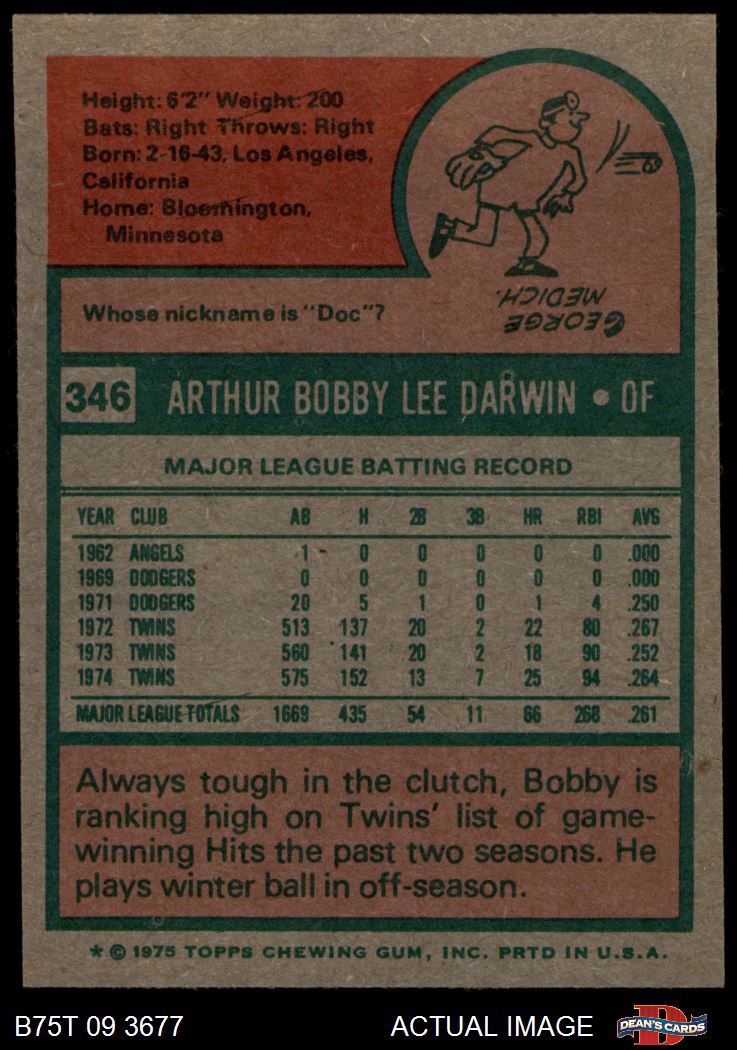 Height: 6'2" Weight: 200
Bats: Right Throws: Right
Born: 2-16-43, Los Angeles,
California
Home: Bloomington,
Minnesota
Whose nickname is "Doc"?
GEORGE
MEDICH.
346 ARTHUR BOBBY LEE DARWIN • OF
MAJOR LEAGUE BATTING RECORD
YEAR CLUB AB H 2B 3B HR RBI AVG
1962 ANGELS 1 0 0 0 0 0 .000
1969 DODGERS 0 0 0 0 0 0 .000
1971 DODGERS 20 5 1 0 1 4 .250
1972 TWINS 513 137 20 2 22 80 .267
1973 TWINS 560 141 20 2 18 90 .252
1974 TWINS 575 152 13 7 25 94 .264
MAJOR LEAGUE TOTALS 1669 435 54 11 66 268 .261
Always tough in the clutch, Bobby is
ranking high on Twins' list of game-
winning Hits the past two seasons. He
plays winter ball in off-season.
* © 1975 TOPPS CHEWING GUM, INC. PRTD IN U.S.A.
B75T 09 3677 ACTUAL IMAGE DEAN'S CARDS